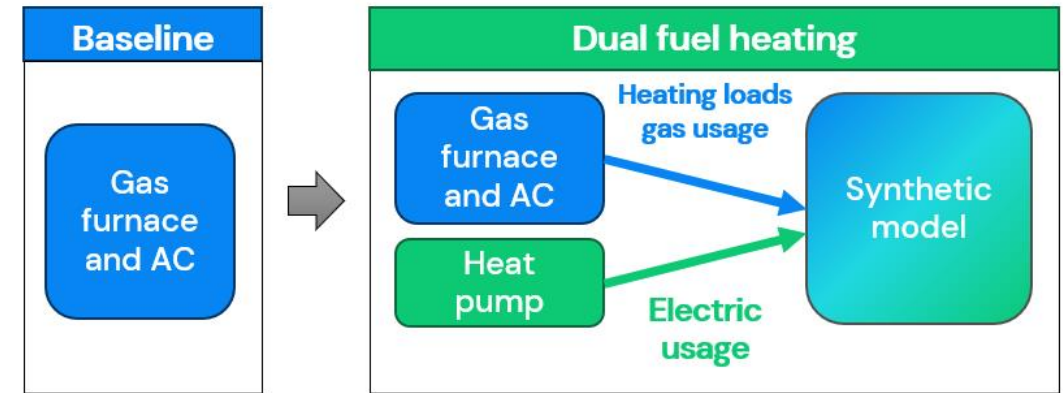 Baseline
Gas
furnace
and AC
Dual fuel heating
Gas
furnace
and AC
Heating loads
gas usage
Heat
pump
Electric
usage
Synthetic
model